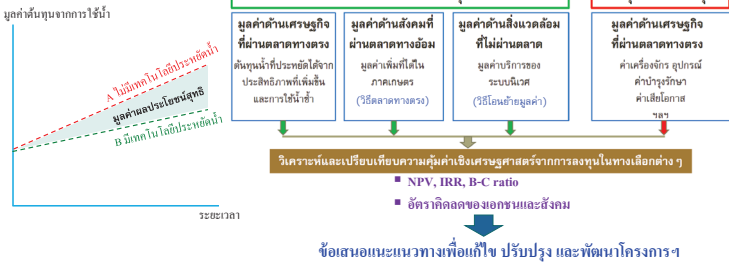 มูลค่าต้นทุนจากการใช้น้ำ
A ไม่มีเทคโนโลยีประหยัดน้ำ
มูลค่าผลประโยชน์สุทธิ
B มีเทคโนโลยีประหยัดน้ำ
ระยะเวลา
มูลค่าด้านเศรษฐกิจ
ที่ผ่านตลาดทางตรง
ต้นทุนน้ำที่ประหยัดได้จาก
ประสิทธิภาพที่เพิ่มขึ้น
และการใช้น้ำซ้ำ
มูลค่าด้านสังคมที่
ผ่านตลาดทางอ้อม
มูลค่าเพิ่มที่ได้ใน
ภาคเกษตร
(วิธีตลาดทางตรง)
มูลค่าด้านสิ่งแวดล้อม
ที่ไม่ผ่านตลาด
มูลค่าบริการของ
ระบบนิเวศ
(วิธีโอนย้ายมูลค่า)
มูลค่าด้านเศรษฐกิจ
ที่ผ่านตลาดทางตรง
ค่าเครื่องจักร อุปกรณ์
ค่าบำรุงรักษา
ค่าเสียโอกาส
ฯลฯ
วิเคราะห์และเปรียบเทียบความคุ้มค่าเชิงเศรษฐศาสตร์จากการลงทุนในทางเลือกต่าง ๆ
▪ NPV, IRR, B-C ratio
▪ อัตราคิดลดของเอกชนและสังคม
ข้อเสนอแนะแนวทางเพื่อแก้ไข ปรับปรุง และพัฒนาโครงการฯ